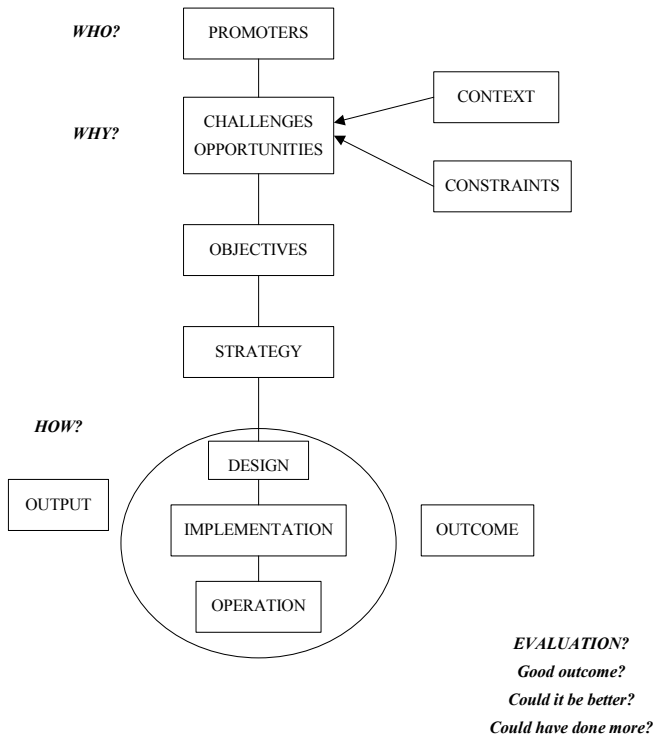 WHO?
PROMOTERS
CONTEXT
WHY?
CHALLENGES
OPPORTUNITIES
CONSTRAINTS
OBJECTIVES
STRATEGY
HOW?
DESIGN
OUTPUT
IMPLEMENTATION
OUTCOME
OPERATION
EVALUATION?
Good outcome?
Could it be better?
Could have done more?